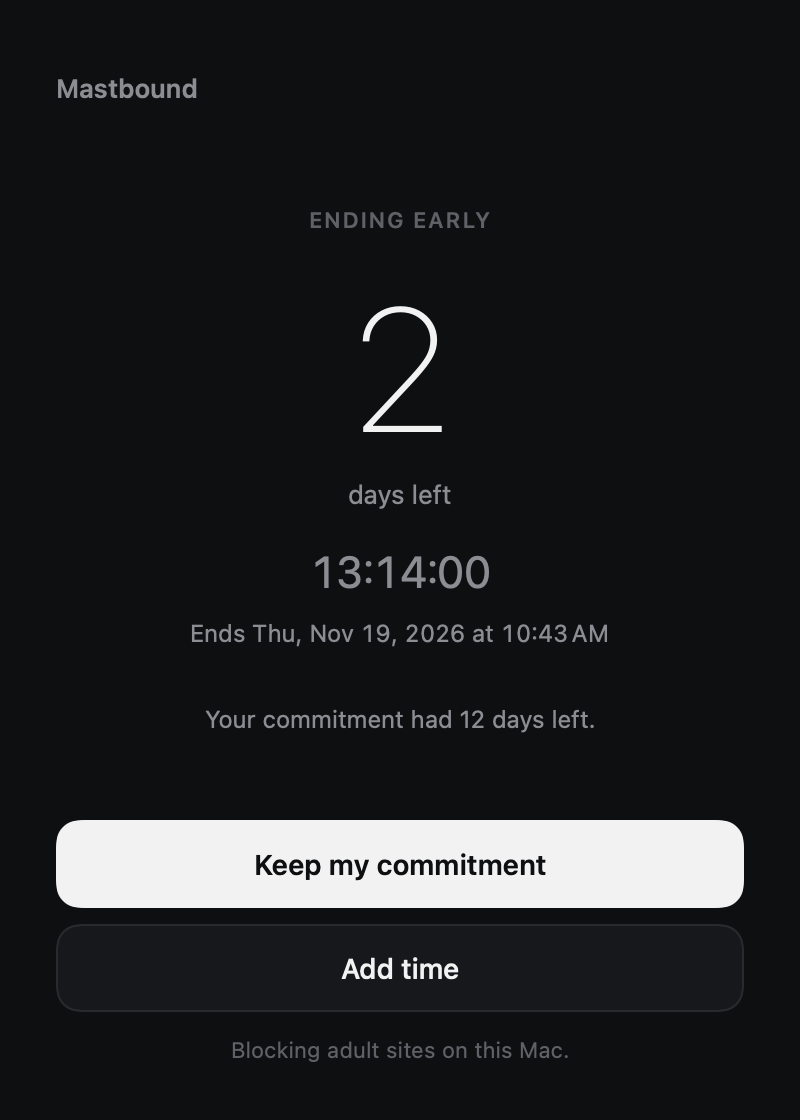 Mastbound
ENDING EARLY
2
days left
13:14:00
Ends Thu, Nov 19, 2026 at 10:43 AM
Your commitment had 12 days left.
Keep my commitment
Add time
Blocking adult sites on this Mac.